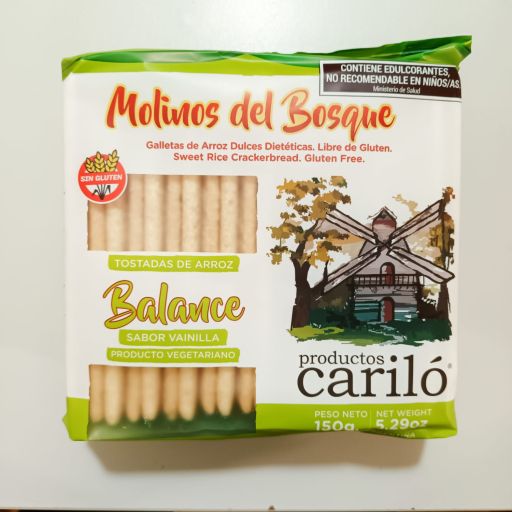 CONTIENE EDULCORANTES,
NO RECOMENDABLE EN NIÑOS/AS.
Ministerio de Salud
Molinos del Bosque
Galletas de Arroz Dulces Dietéticas. Libre de Gluten.
Sweet Rice Crackerbread. Gluten Free.
SIN GLUTEN
TOSTADAS DE ARROZ
Balance
SABOR VAINILLA
PRODUCTO VEGETARIANO
productos
cariló
PESO NETO
150g
NET WEIGHT
5.29oz